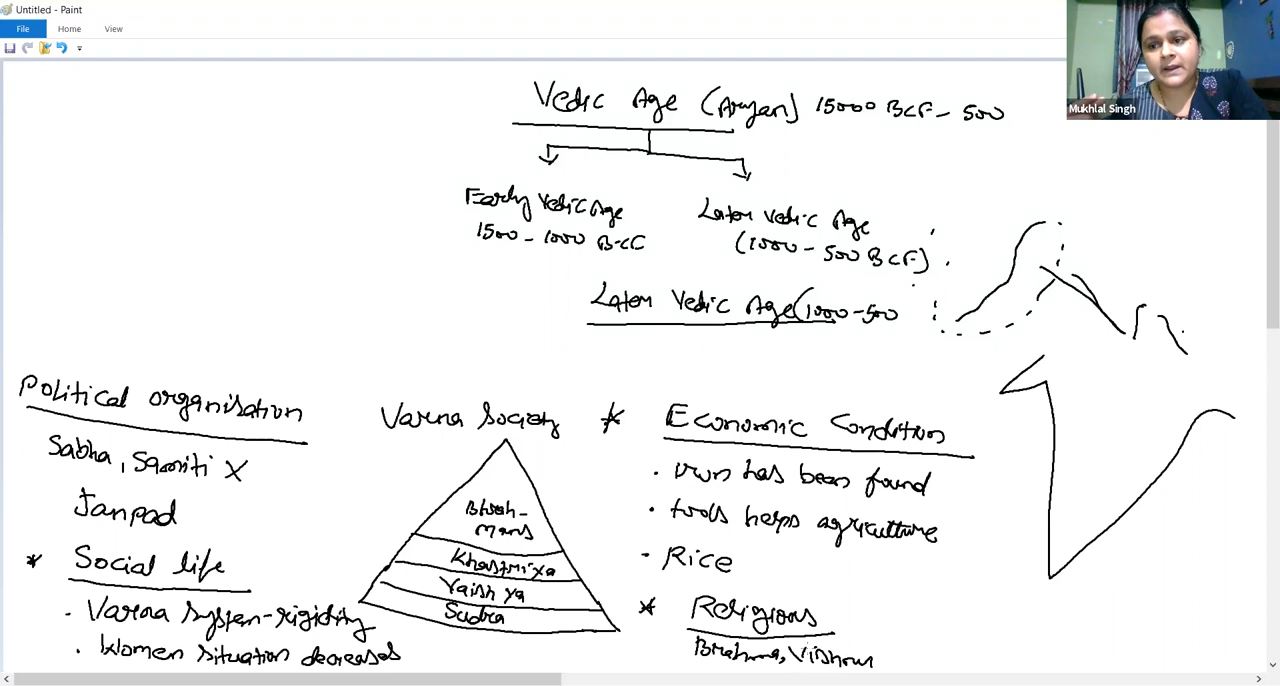 Untitled - Paint
File Home View
Mukhlal Singh
Vedic Age (Aryan) 15000 BCE - 500
Early Vedic Age
1500 - 1000 BCE
Later Vedic Age
(1000 - 500 BCE)
Later Vedic Age (1000 - 500
Political organisation
Sabha, Samiti X
Janpad
* Social life
· Varna system - rigidity
· Women situation decreases
Varna Society
Brah-
mans
Khastriya
Vaishya
Sudra
* Economic Condition
· iron has been found
· tools helps agriculture
- Rice
* Religious
Brahma, Vishnu